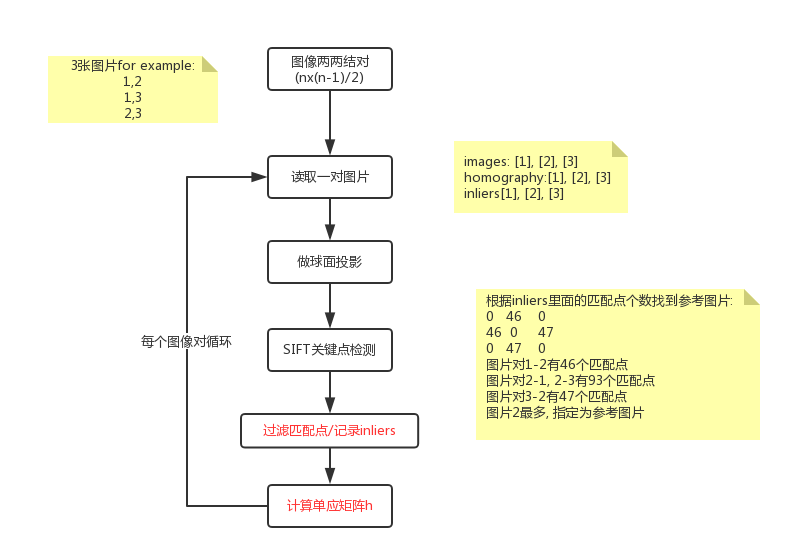 3张图片for example:
1,2
1,3
2,3
图像两两结对
(nx(n-1)/2)
images: [1], [2], [3]
homography:[1], [2], [3]
inliers[1], [2], [3]
读取一对图片
做球面投影
根据inliers里面的匹配点个数找到参考图片:
0 46 0
46 0 47
0 47 0
图片对1-2有46个匹配点
图片对2-1, 2-3有93个匹配点
图片对3-2有47个匹配点
图片2最多, 指定为参考图片
每个图像对循环
SIFT关键点检测
过滤匹配点/记录inliers
计算单应矩阵h